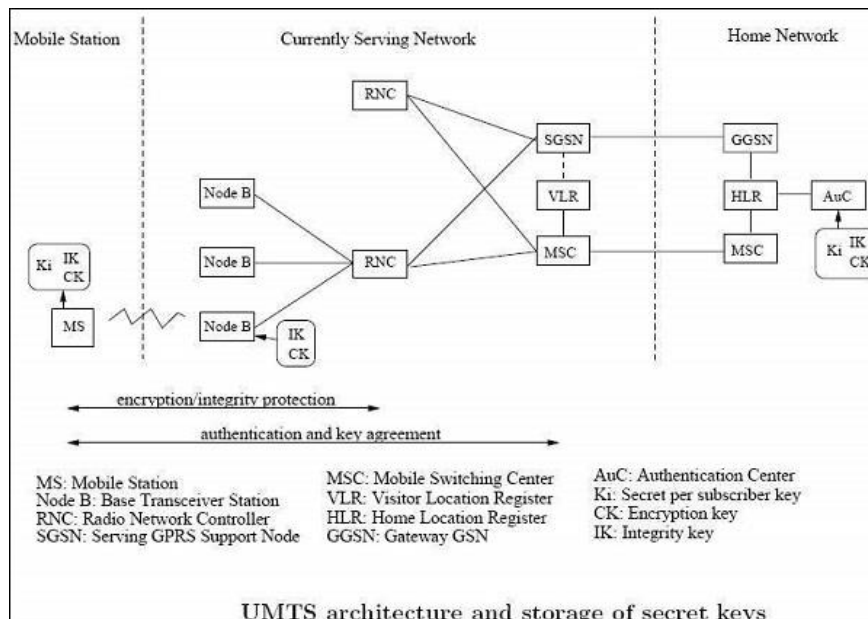 Mobile Station
Currently Serving Network
Home Network
RNC
SGSN
GGSN
Node B
VLR
HLR
AuC
Ki
IK
CK
Node B
RNC
MSC
MSC
Ki
IK
CK
MS
Node B
IK
CK
encryption/integrity protection
authentication and key agreement
MS: Mobile Station
Node B: Base Transceiver Station
RNC: Radio Network Controller
SGSN: Serving GPRS Support Node
MSC: Mobile Switching Center
VLR: Visitor Location Register
HLR: Home Location Register
GGSN: Gateway GSN
AuC: Authentication Center
Ki: Secret per subscriber key
CK: Encryption key
IK: Integrity key
UMTS architecture and storage of secret keys